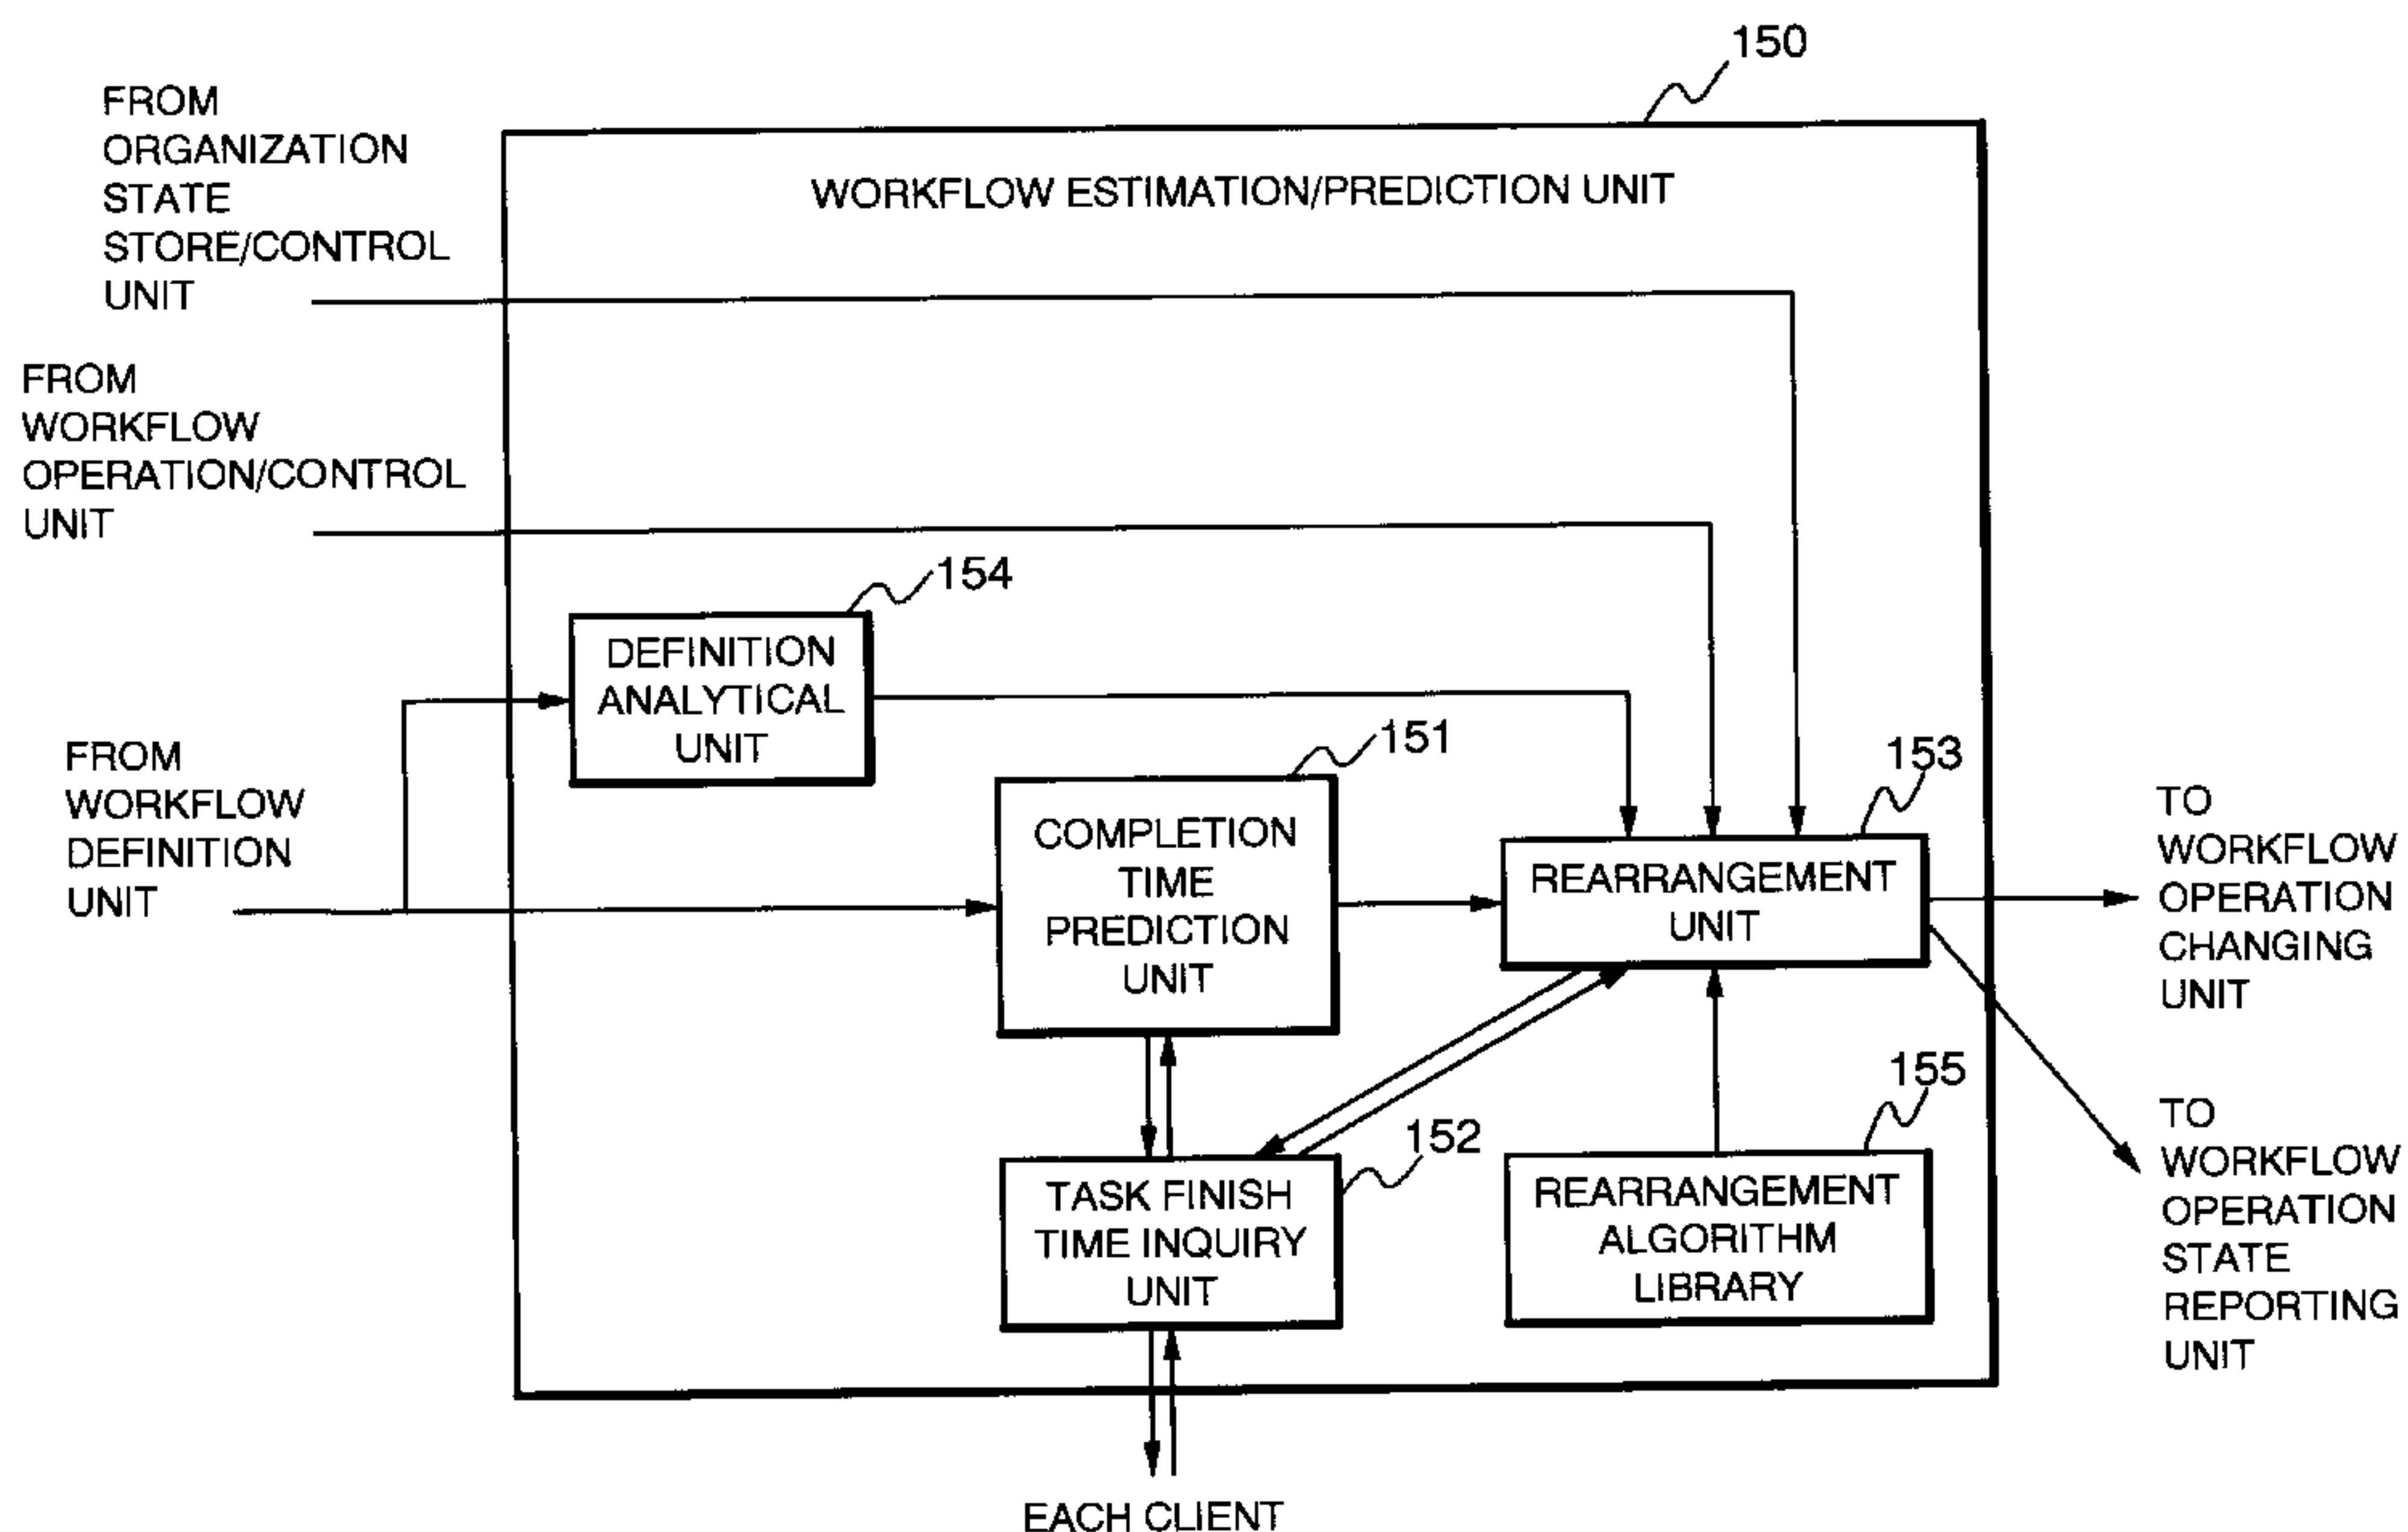 150
FROM
ORGANIZATION
STATE
STORE/CONTROL
UNIT
WORKFLOW ESTIMATION/PREDICTION UNIT
FROM
WORKFLOW
OPERATION/CONTROL
UNIT
154
DEFINITION
ANALYTICAL
UNIT
FROM
WORKFLOW
DEFINITION
UNIT
151
COMPLETION
TIME
PREDICTION
UNIT
153
REARRANGEMENT
UNIT
TO
WORKFLOW
OPERATION
CHANGING
UNIT
152
TASK FINISH
TIME INQUIRY
UNIT
155
REARRANGEMENT
ALGORITHM
LIBRARY
TO
WORKFLOW
OPERATION
STATE
REPORTING
UNIT
EACH CLIENT